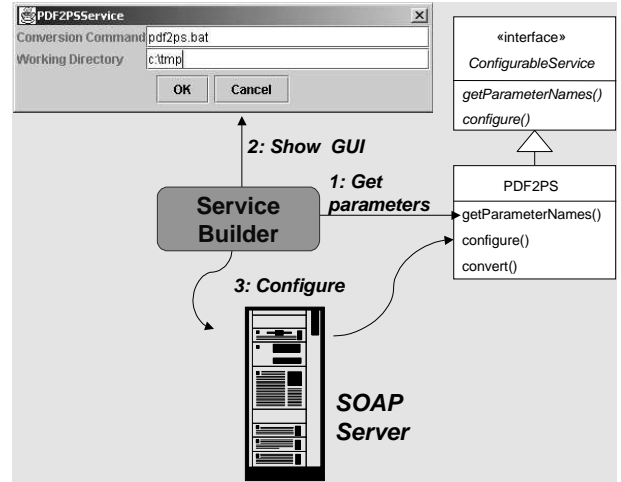 PDF2PSService
Conversion Command pdf2ps.bat
Working Directory c:\tmp
OK Cancel
«interface»
ConfigurableService
getParameterNames()
configure()
2: Show GUI
1: Get
parameters
Service
Builder
PDF2PS
getParameterNames()
configure()
convert()
3: Configure
SOAP
Server